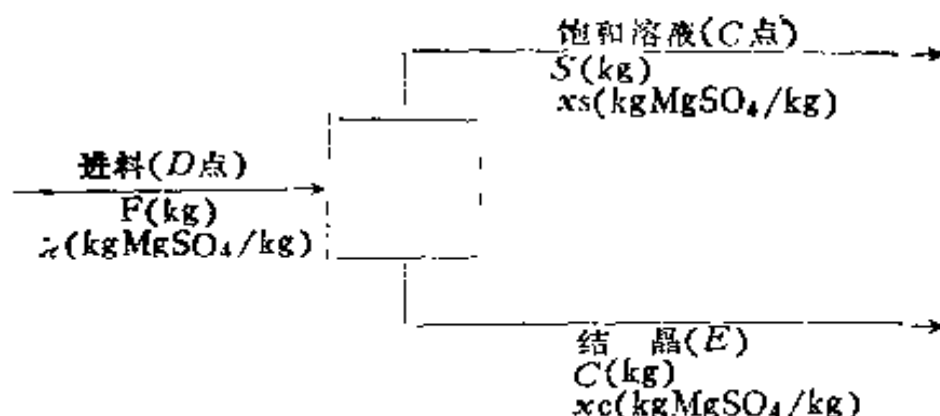 饱和溶液(C点)
S(kg)
xs(kgMgSO₄/kg)
进料(D点)
F(kg)
x(kgMgSO₄/kg)
结 晶(E)
C(kg)
xc(kgMgSO₄/kg)